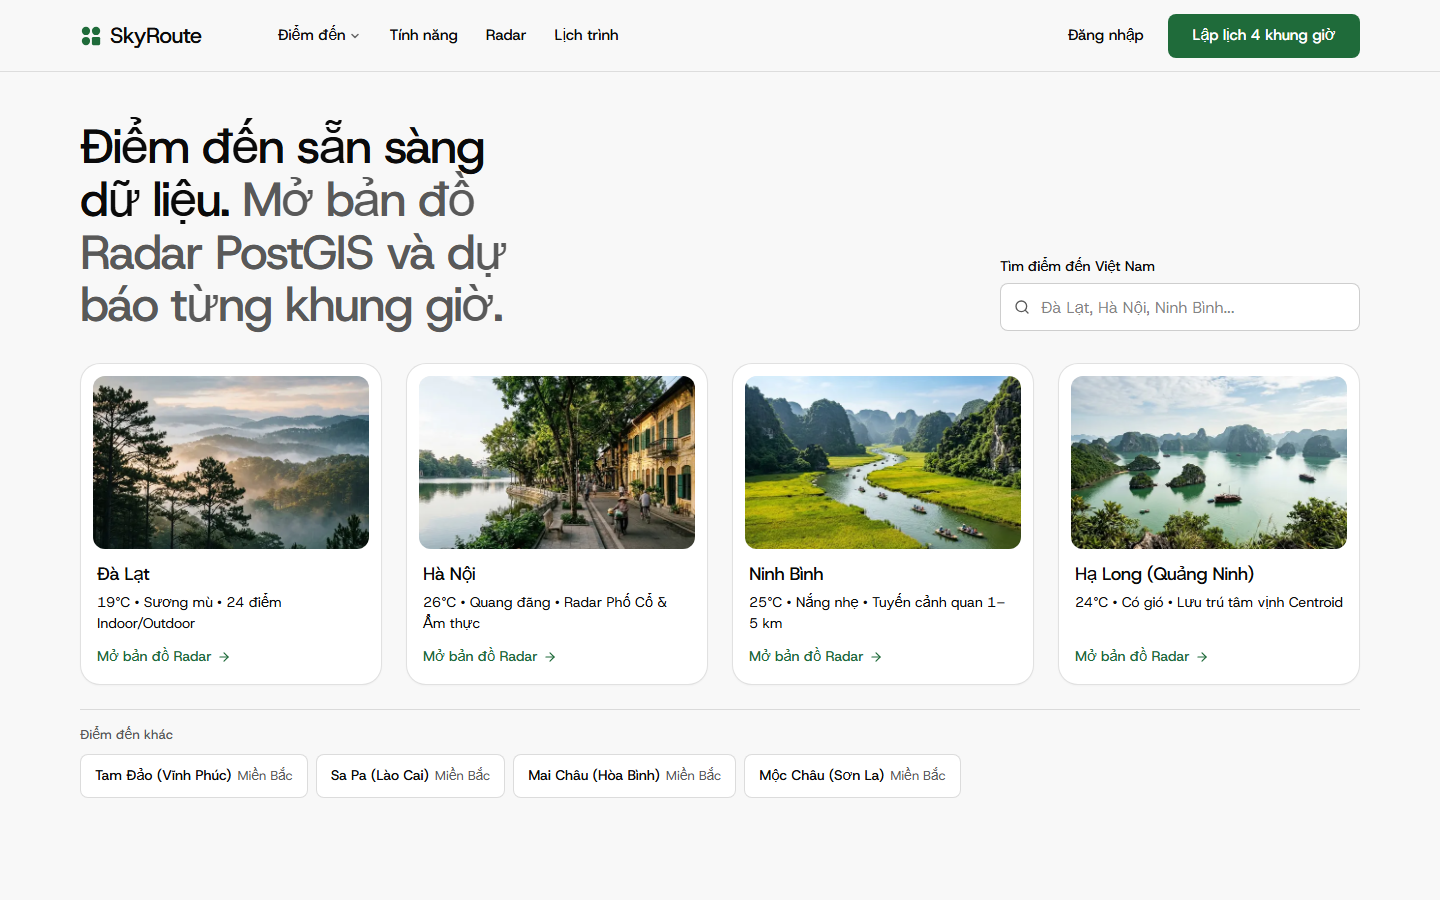 SkyRoute
Điểm đến
Tính năng
Radar
Lịch trình
Đăng nhập
Lập lịch 4 khung giờ
Điểm đến sẵn sàng
dữ liệu. Mở bản đồ
Radar PostGIS và dự
báo từng khung giờ.
Tìm điểm đến Việt Nam
Đà Lạt, Hà Nội, Ninh Bình...
Đà Lạt
19°C • Sương mù • 24 điểm
Indoor/Outdoor
Mở bản đồ Radar →
Hà Nội
26°C • Quang đãng • Radar Phố Cổ &
Ẩm thực
Mở bản đồ Radar →
Ninh Bình
25°C • Nắng nhẹ • Tuyến cảnh quan 1–
5 km
Mở bản đồ Radar →
Hạ Long (Quảng Ninh)
24°C • Có gió • Lưu trú tâm vịnh Centroid
Mở bản đồ Radar →
Điểm đến khác
Tam Đảo (Vĩnh Phúc) Miền Bắc
Sa Pa (Lào Cai) Miền Bắc
Mai Châu (Hòa Bình) Miền Bắc
Mộc Châu (Sơn La) Miền Bắc